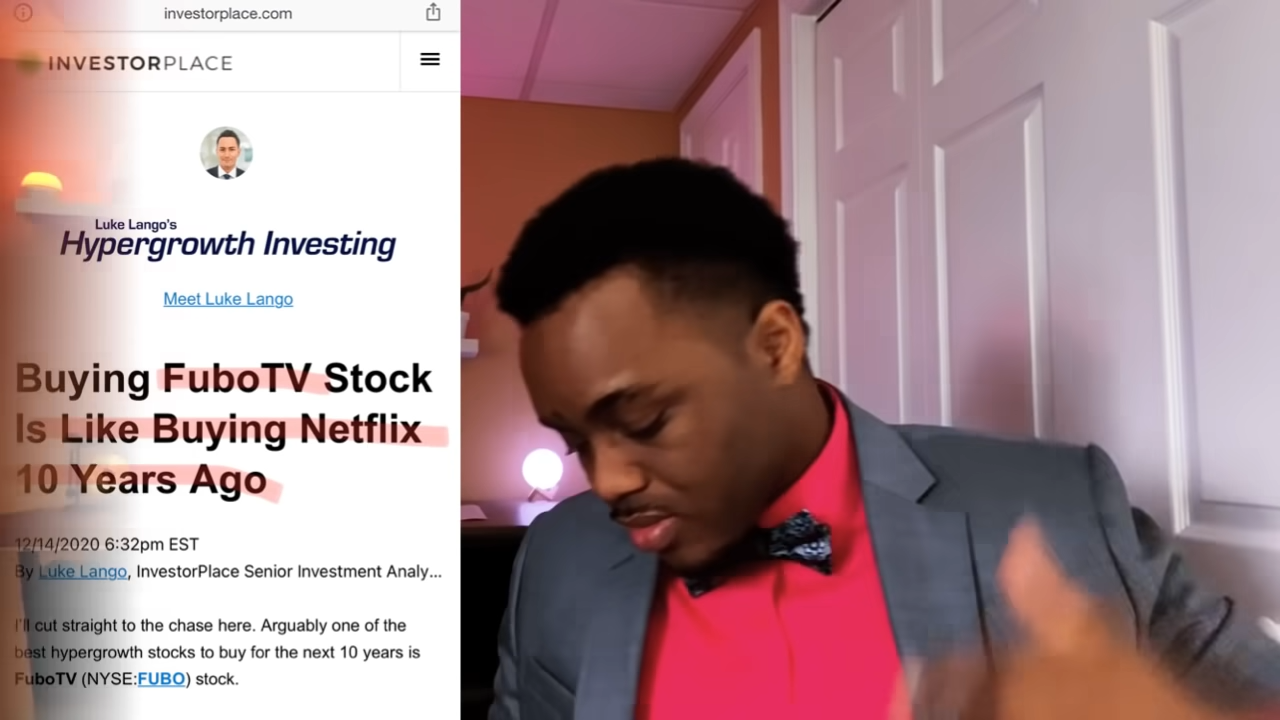 investorplace.com
INVESTORPLACE
Luke Lango's
Hypergrowth Investing
Meet Luke Lango
Buying FuboTV Stock
Is Like Buying Netflix
10 Years Ago
12/14/2020 6:32pm EST
By Luke Lango, InvestorPlace Senior Investment Analy...
I'll cut straight to the chase here. Arguably one of the
best hypergrowth stocks to buy for the next 10 years is
FuboTV (NYSE:FUBO) stock.